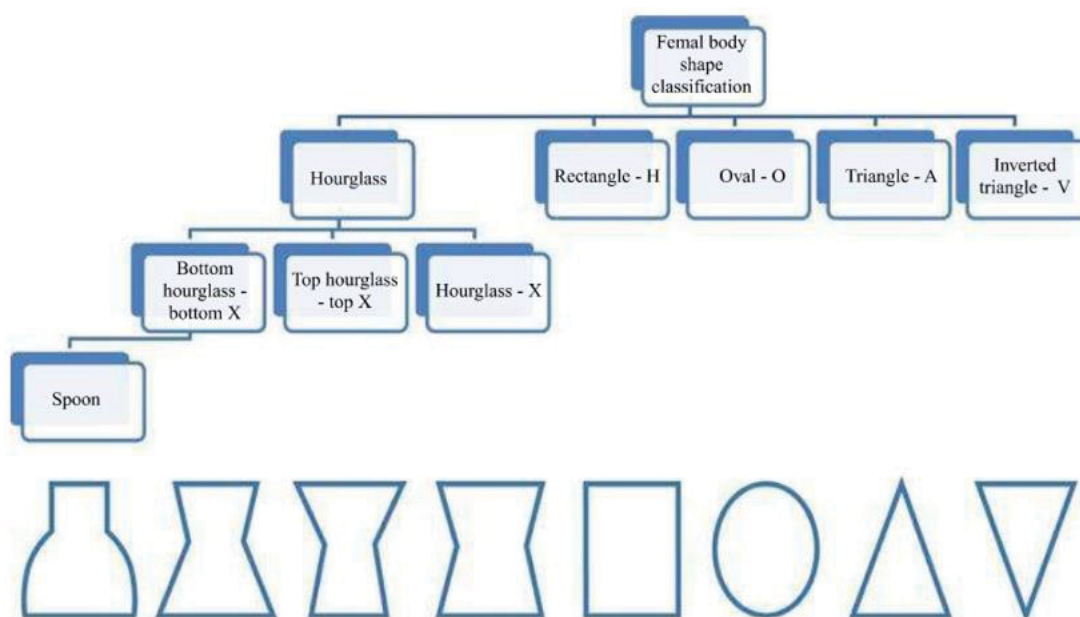 Femal body
shape
classification
Hourglass
Rectangle - H
Oval - O
Triangle - A
Inverted
triangle - V
Bottom
hourglass -
bottom X
Top hourglass
- top X
Hourglass - X
Spoon